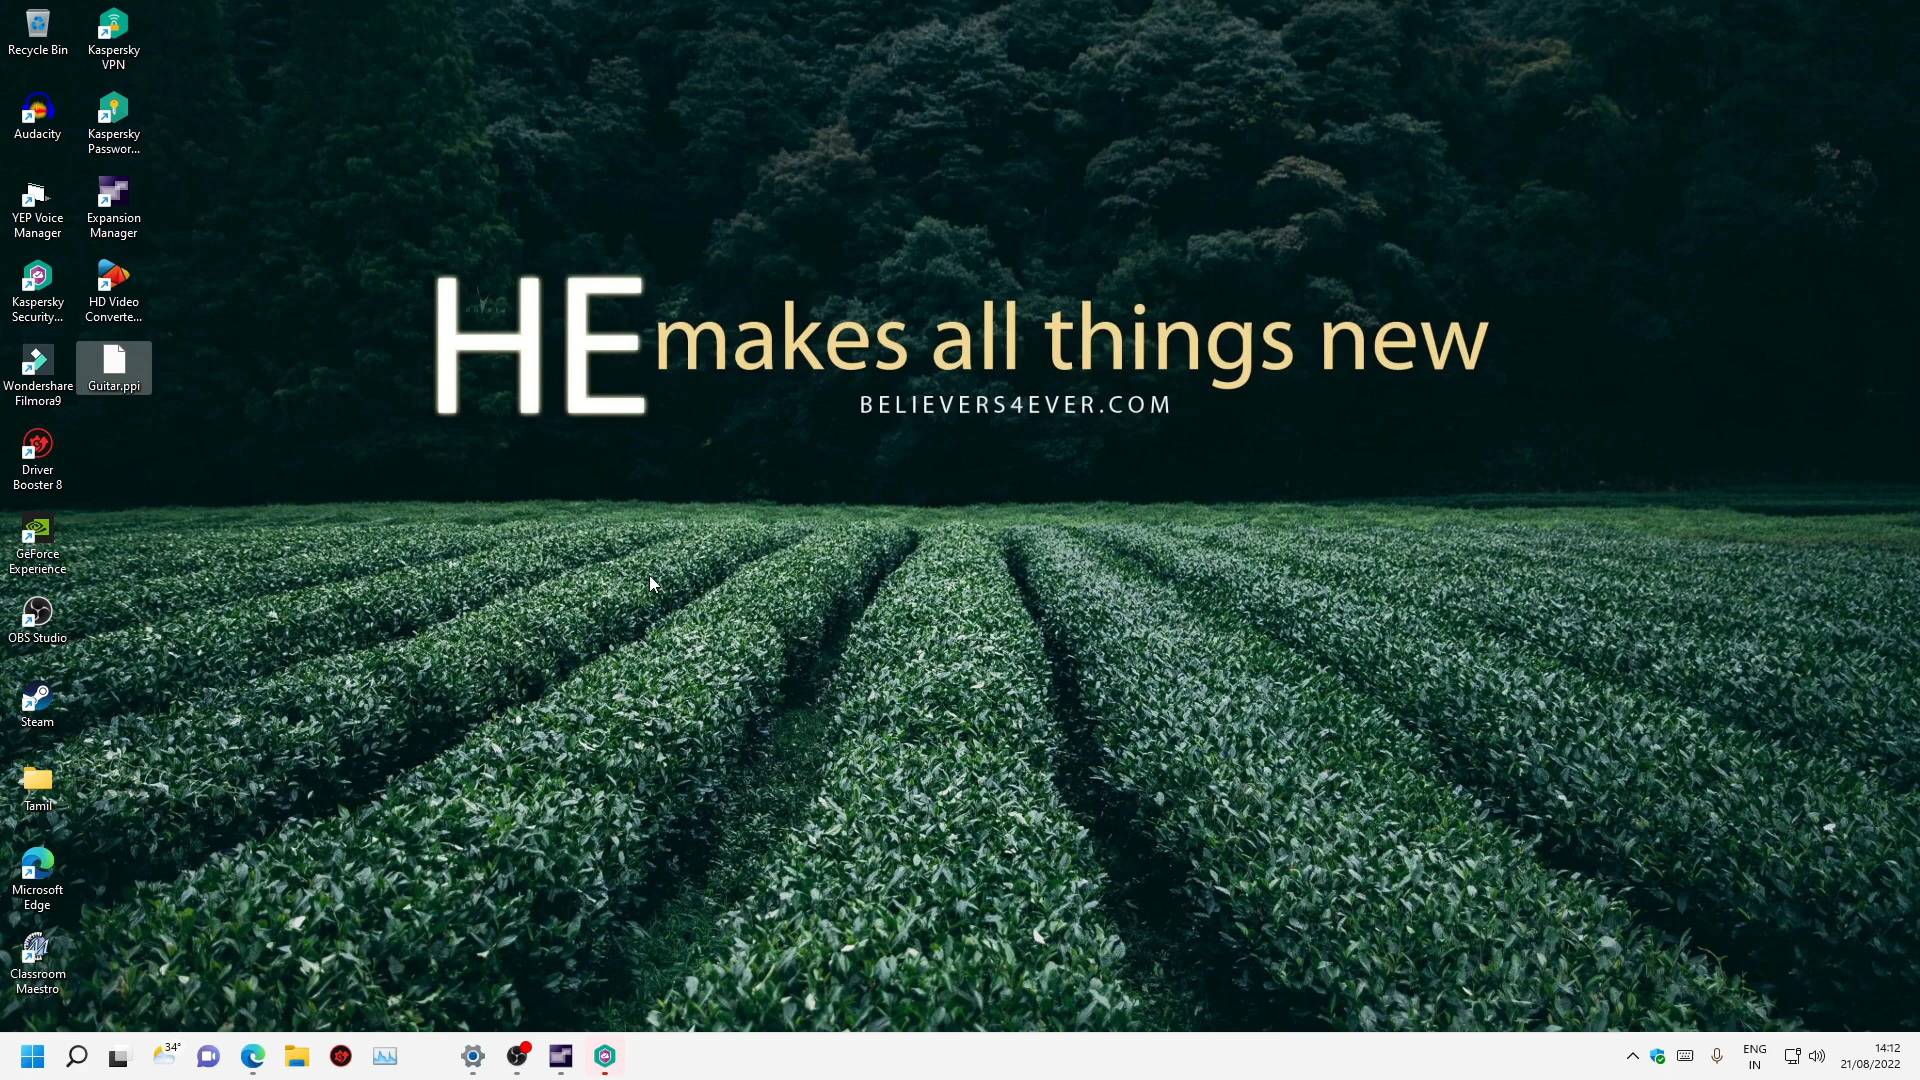 Recycle Bin
Kaspersky
VPN
Audacity
Kaspersky
Passwor...
YEP Voice
Manager
Expansion
Manager
Kaspersky
Security...
HD Video
Converte...
Wondershare
Filmora9
Guitar.ppi
Driver
Booster 8
GeForce
Experience
OBS Studio
Steam
Tamil
Microsoft
Edge
Classroom
Maestro
HE makes all things new
BELIEVERS4EVER.COM
34°
ENG
IN
14:12
21/08/2022